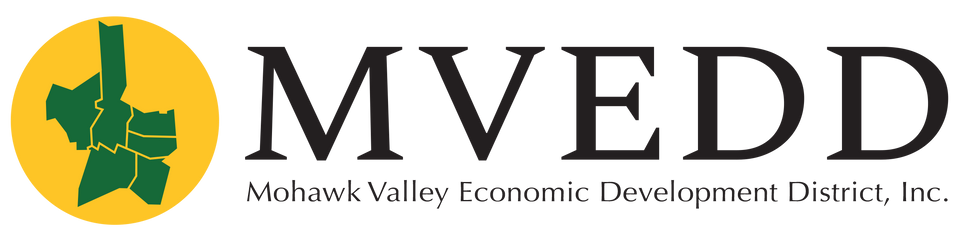 MVEDD
Mohawk Valley Economic Development District, Inc.